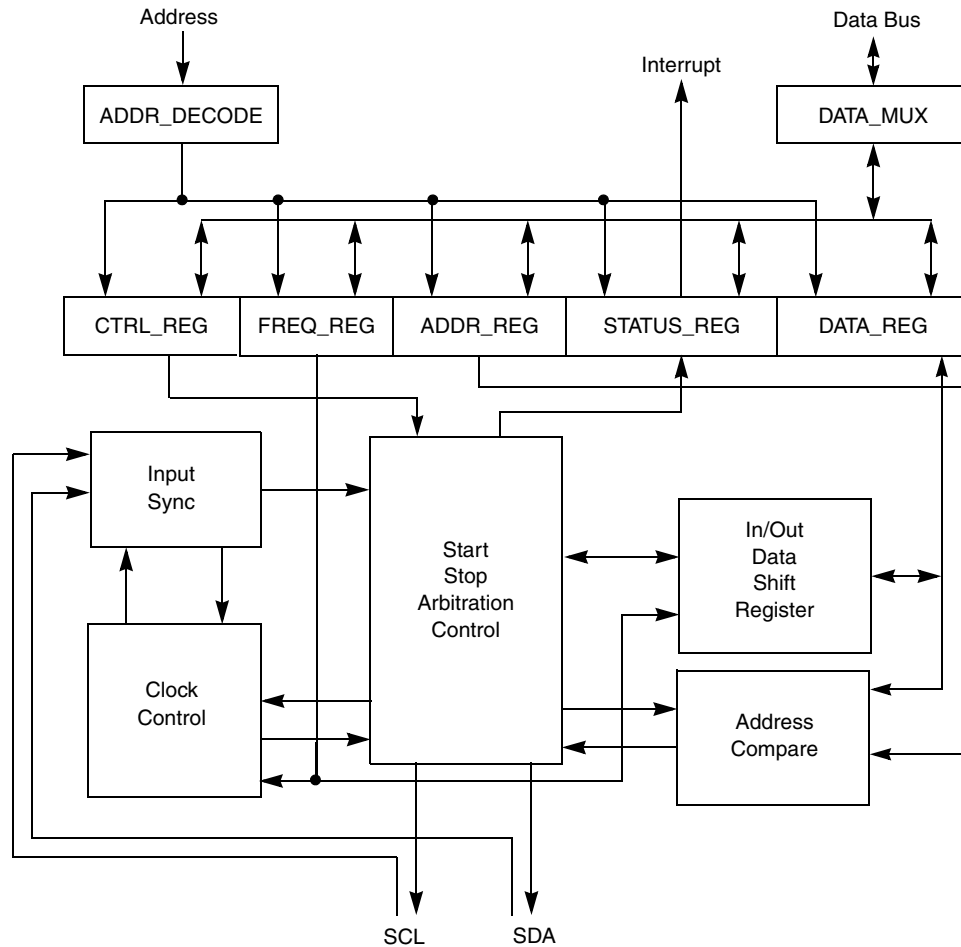 Address
Data Bus
Interrupt
ADDR_DECODE
DATA_MUX
CTRL_REG
FREQ_REG
ADDR_REG
STATUS_REG
DATA_REG
Input
Sync
Start
Stop
Arbitration
Control
In/Out
Data
Shift
Register
Clock
Control
Address
Compare
SCL
SDA